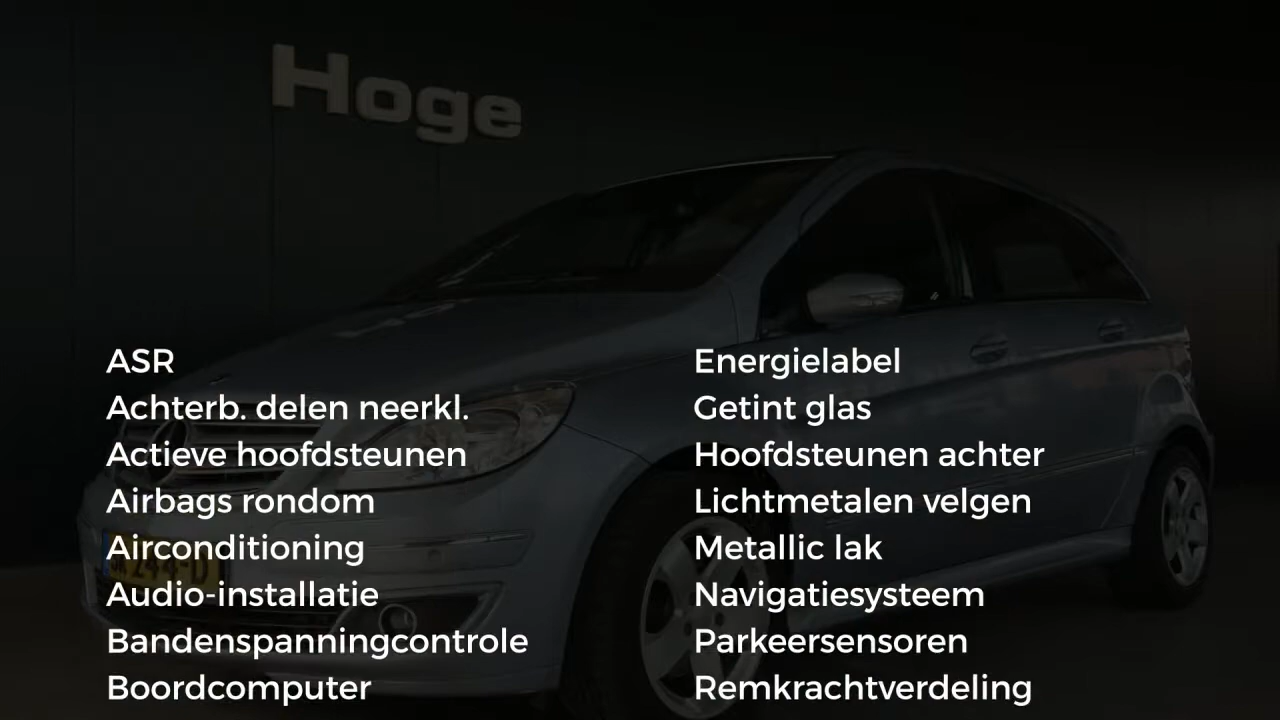 Hoge
ASR
Achterb. delen neerkl.
Actieve hoofdsteunen
Airbags rondom
Airconditioning
Audio-installatie
Bandenspanningcontrole
Boordcomputer
Energielabel
Getint glas
Hoofdsteunen achter
Lichtmetalen velgen
Metallic lak
Navigatiesysteem
Parkeersensoren
Remkrachtverdeling